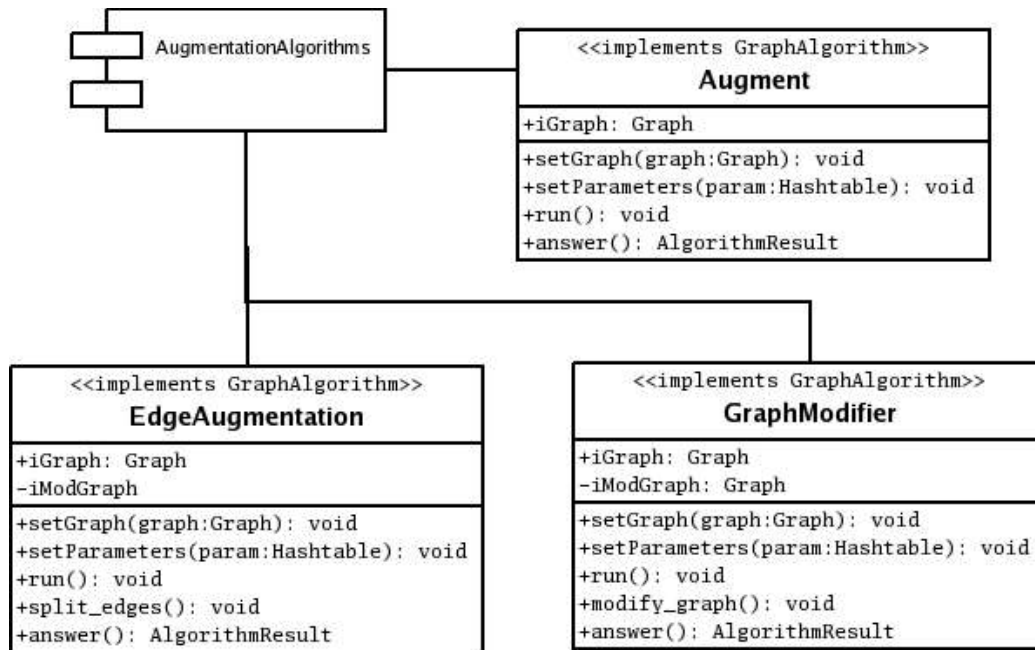 AugmentationAlgorithms
<<implements GraphAlgorithm>>
Augment
+iGraph: Graph
+setGraph(graph:Graph): void
+setParameters(param:Hashtable): void
+run(): void
+answer(): AlgorithmResult
<<implements GraphAlgorithm>>
EdgeAugmentation
+iGraph: Graph
-iModGraph
+setGraph(graph:Graph): void
+setParameters(param:Hashtable): void
+run(): void
+split_edges(): void
+answer(): AlgorithmResult
<<implements GraphAlgorithm>>
GraphModifier
+iGraph: Graph
-iModGraph: Graph
+setGraph(graph:Graph): void
+setParameters(param:Hashtable): void
+run(): void
+modify_graph(): void
+answer(): AlgorithmResult